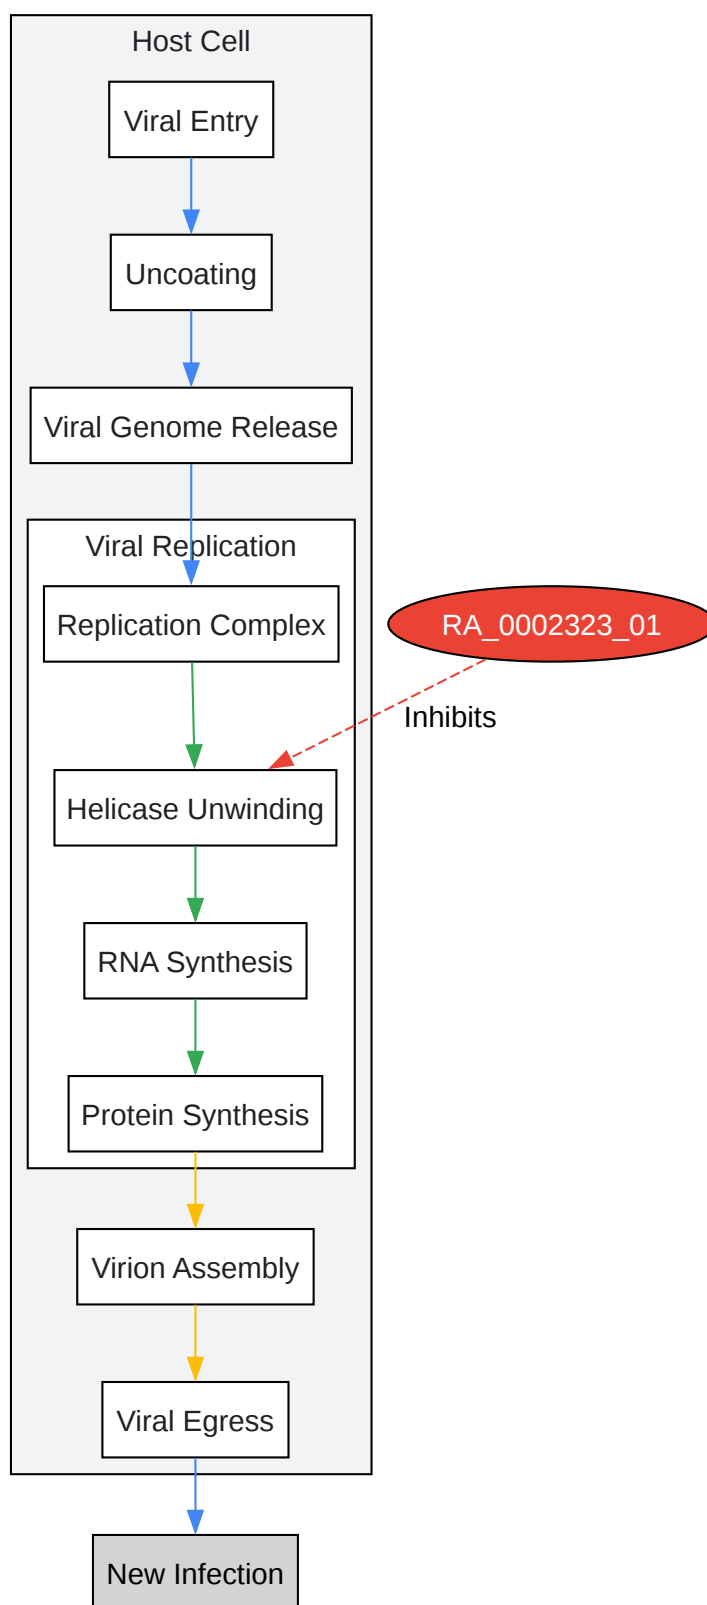 Host Cell
Viral Entry
Uncoating
Viral Genome Release
Viral Replication
Replication Complex
RA_0002323_01
Inhibits
Helicase Unwinding
RNA Synthesis
Protein Synthesis
Virion Assembly
Viral Egress
New Infection